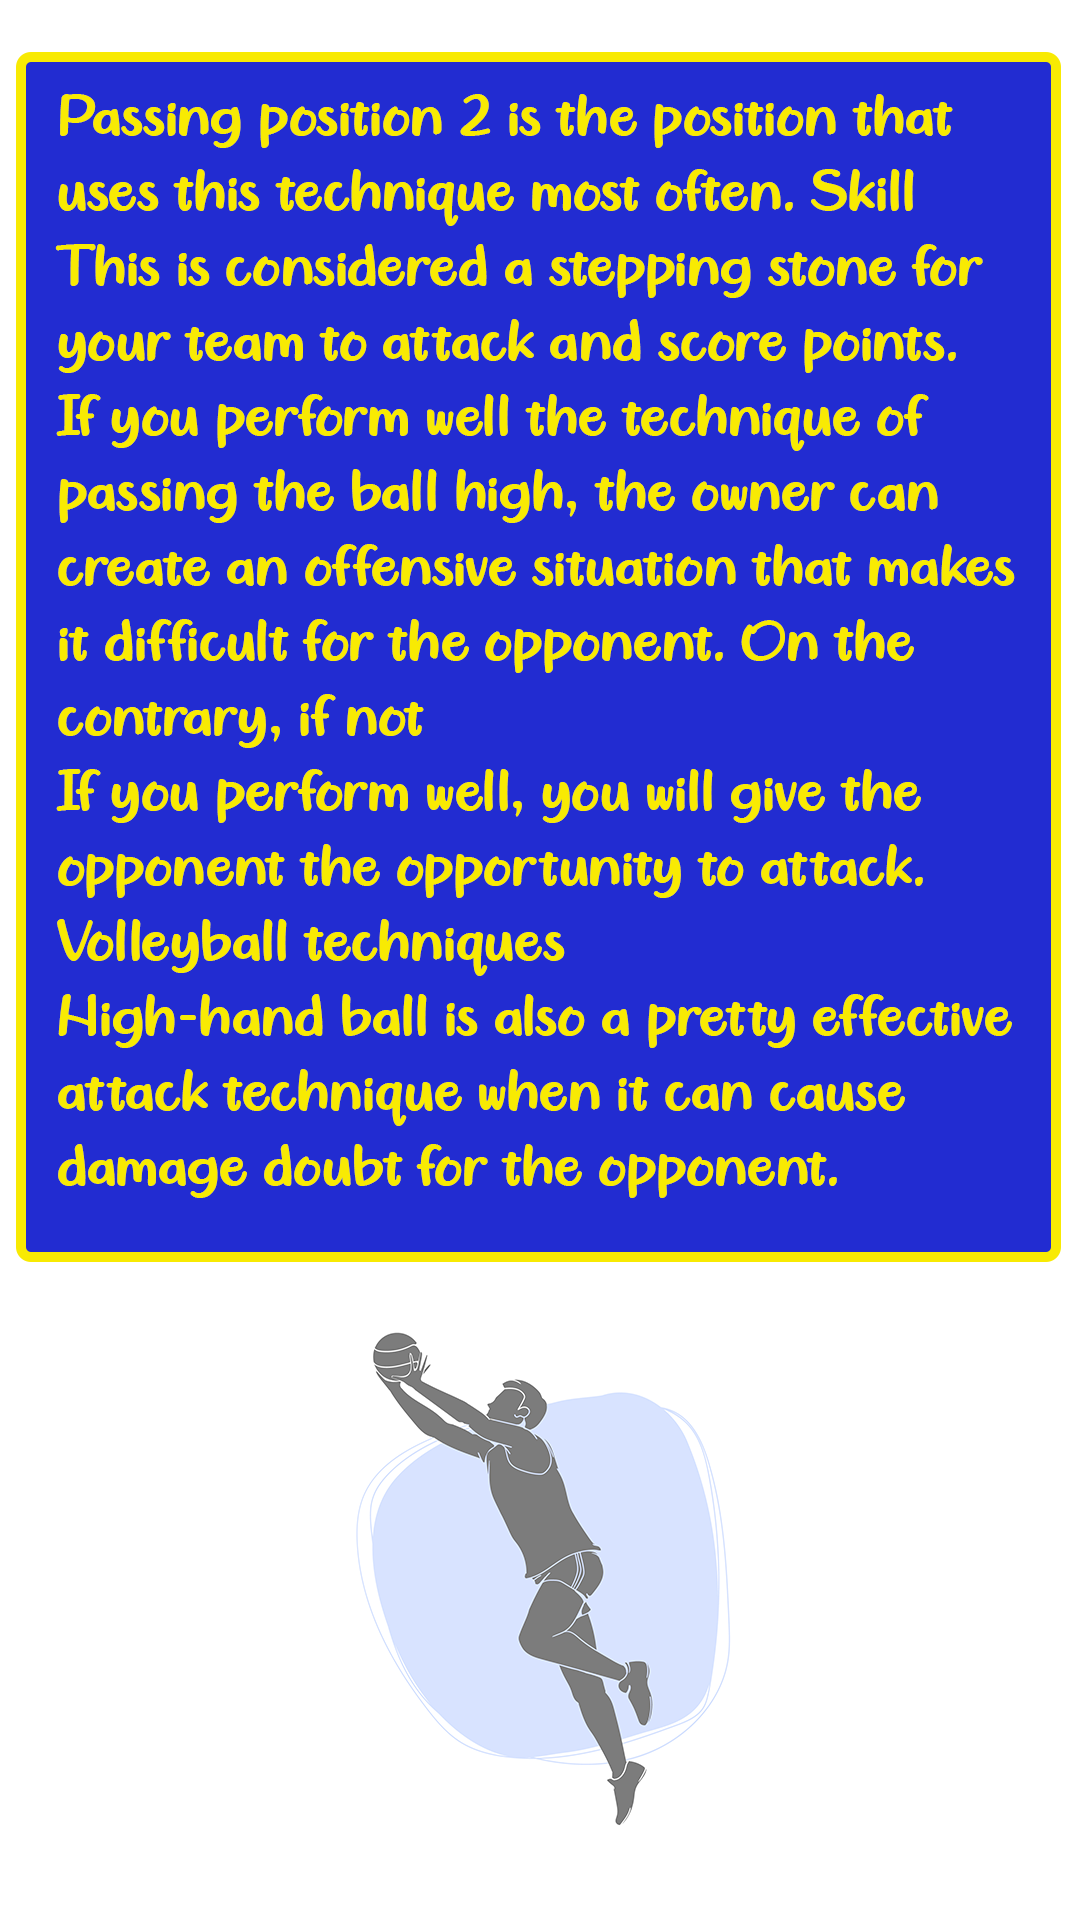 Passing position 2 is the position that
uses this technique most often. Skill
This is considered a stepping stone for
your team to attack and score points.
If you perform well the technique of
passing the ball high, the owner can
create an offensive situation that makes
it difficult for the opponent. On the
contrary, if not
If you perform well, you will give the
opponent the opportunity to attack.
Volleyball techniques
High-hand ball is also a pretty effective
attack technique when it can cause
damage doubt for the opponent.